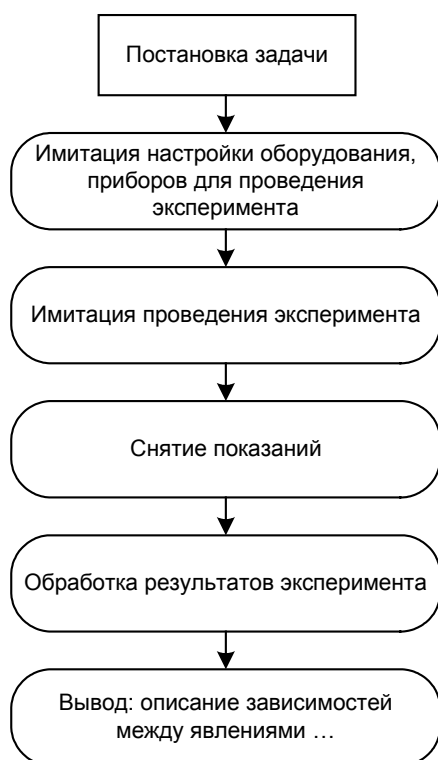 Постановка задачи
Имитация настройки оборудования,
приборов для проведения
эксперимента
Имитация проведения эксперимента
Снятие показаний
Обработка результатов эксперимента
Вывод: описание зависимостей
между явлениями …